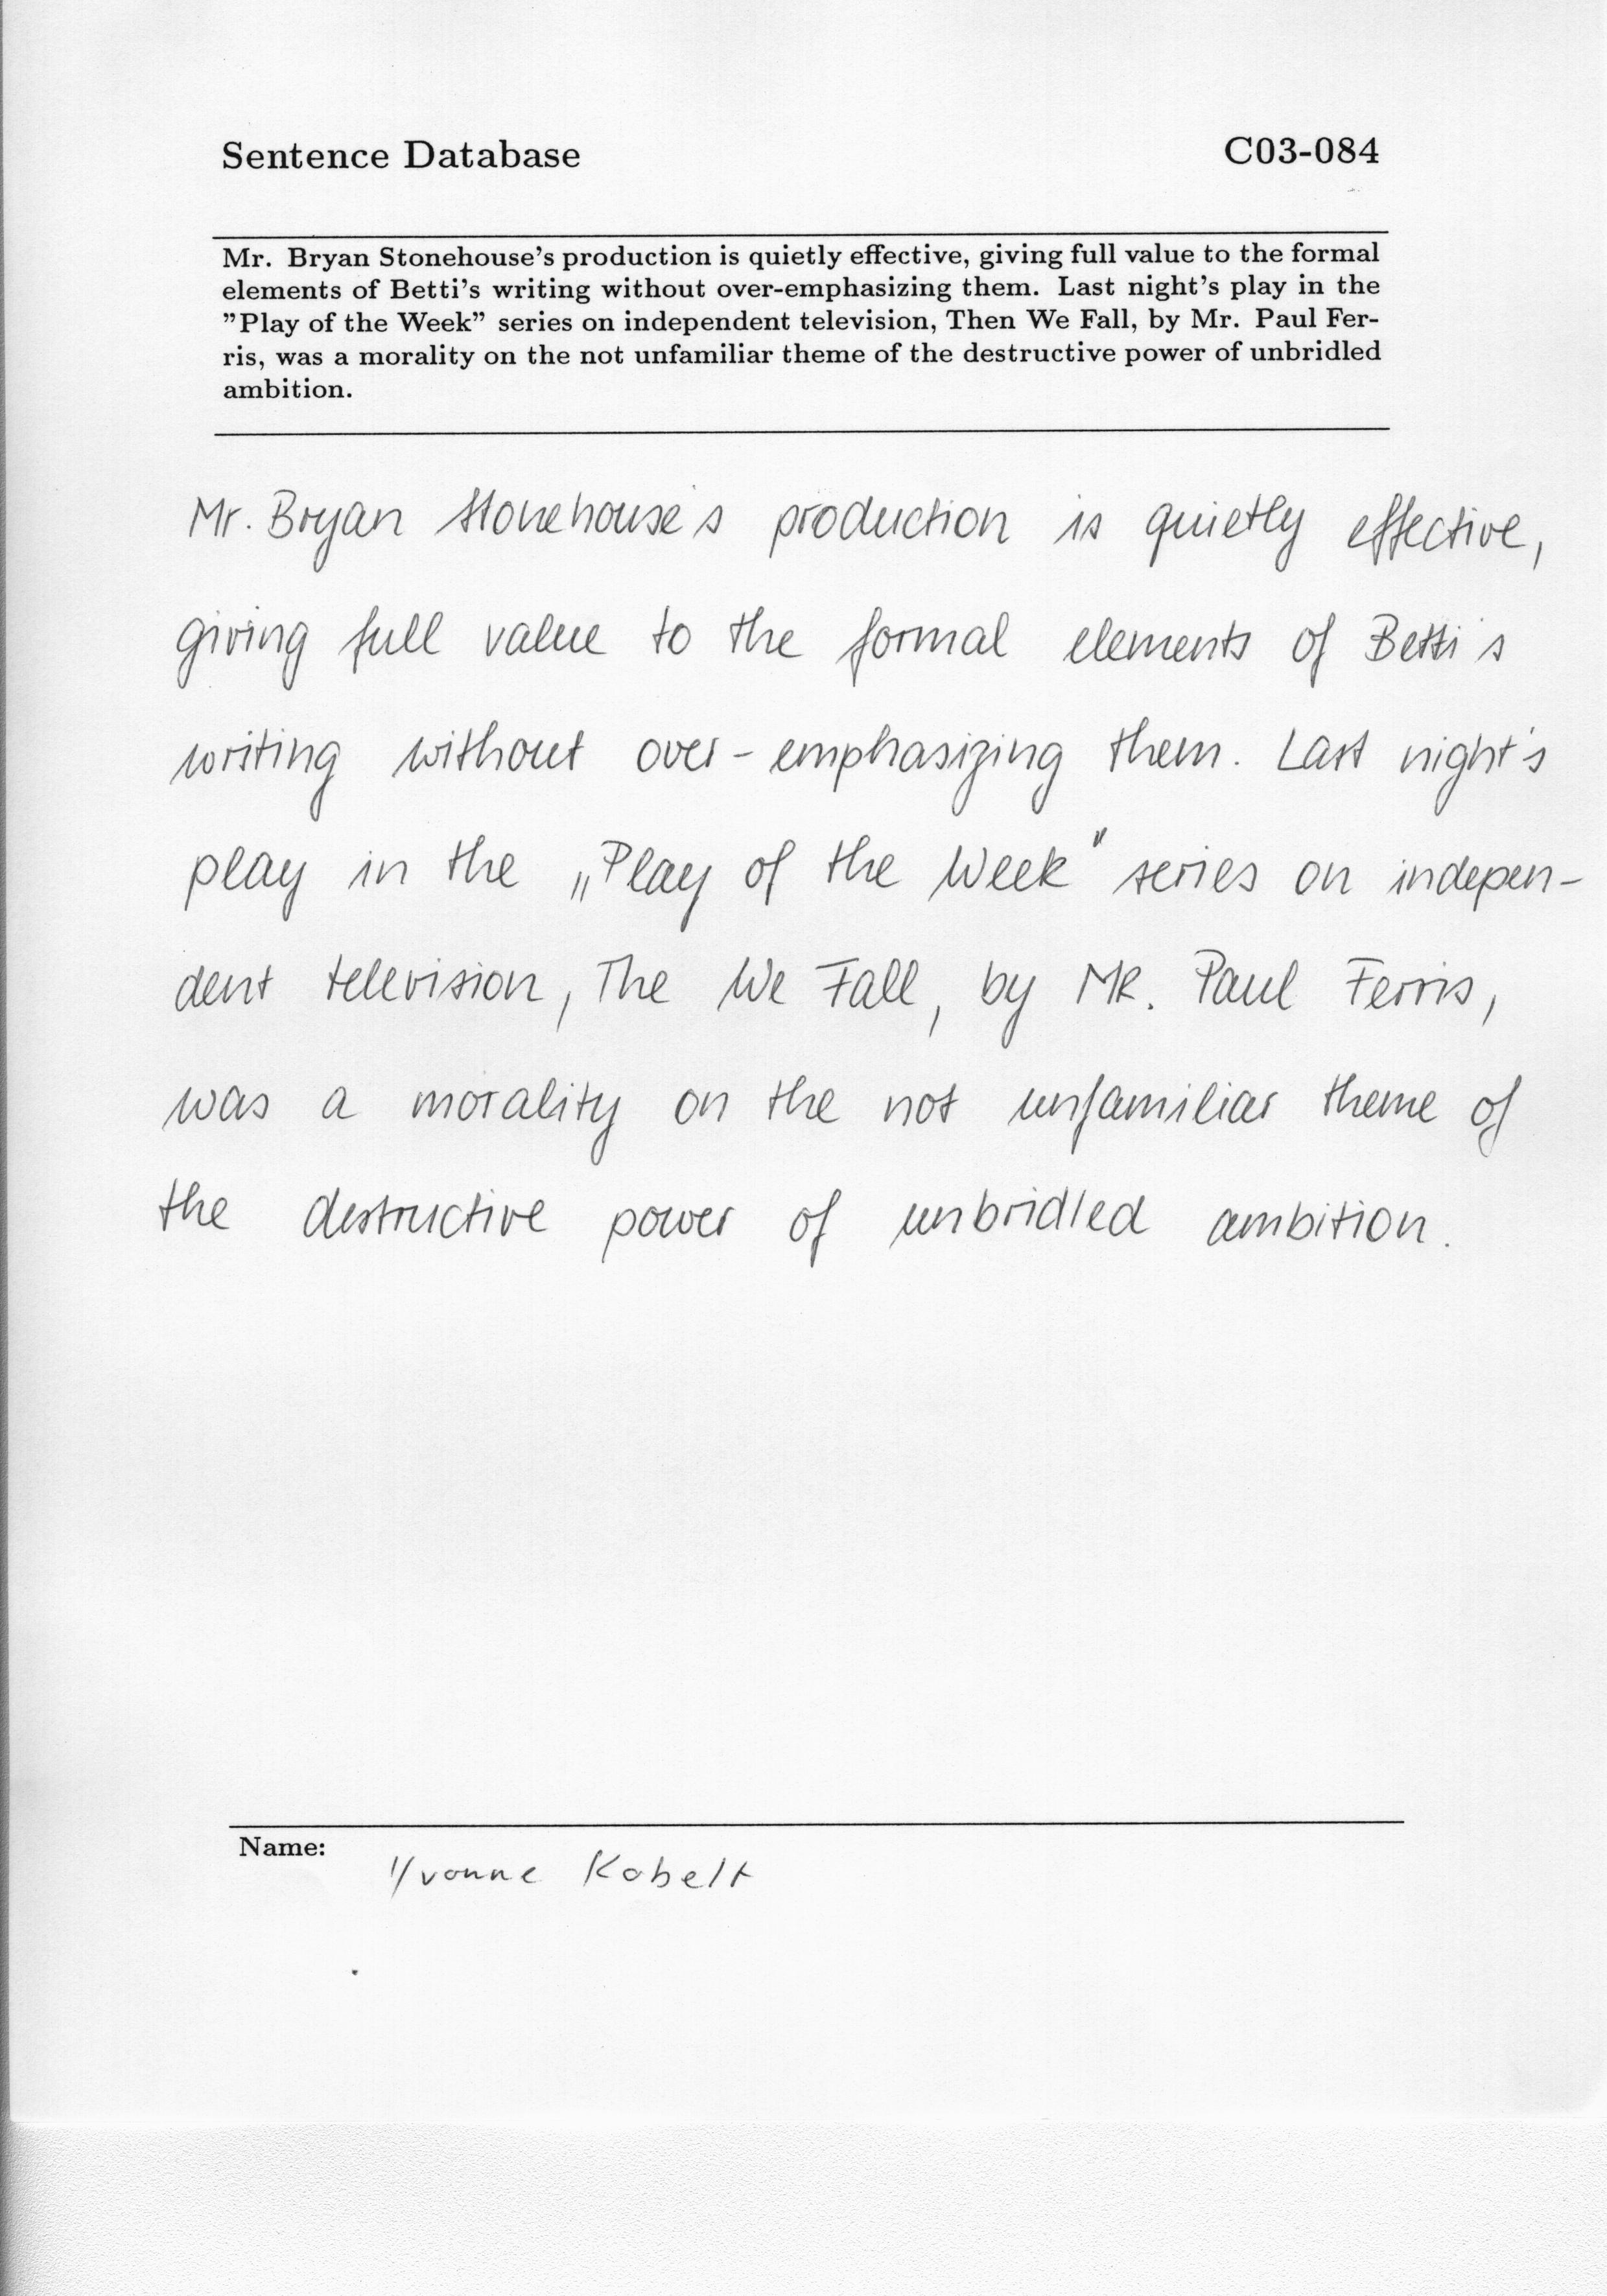 Sentence Database C03-084
Mr. Bryan Stonehouse's production is quietly effective, giving full value to the formal
elements of Betti's writing without over-emphasizing them. Last night's play in the
”Play of the Week” series on independent television, Then We Fall, by Mr. Paul Fer-
ris, was a morality on the not unfamiliar theme of the destructive power of unbridled
ambition.
Mr. Bryan Stonehouse's production is quietly effective,
giving full value to the formal elements of Betti's
writing without over-emphasizing them. Last night's
play in the „Play of the Week" series on indepen-
dent television, The We Fall, by MR. Paul Ferris,
was a morality on the not unfamiliar theme of
the destructive power of unbridled ambition.
Name:
Yvonne Kobelt